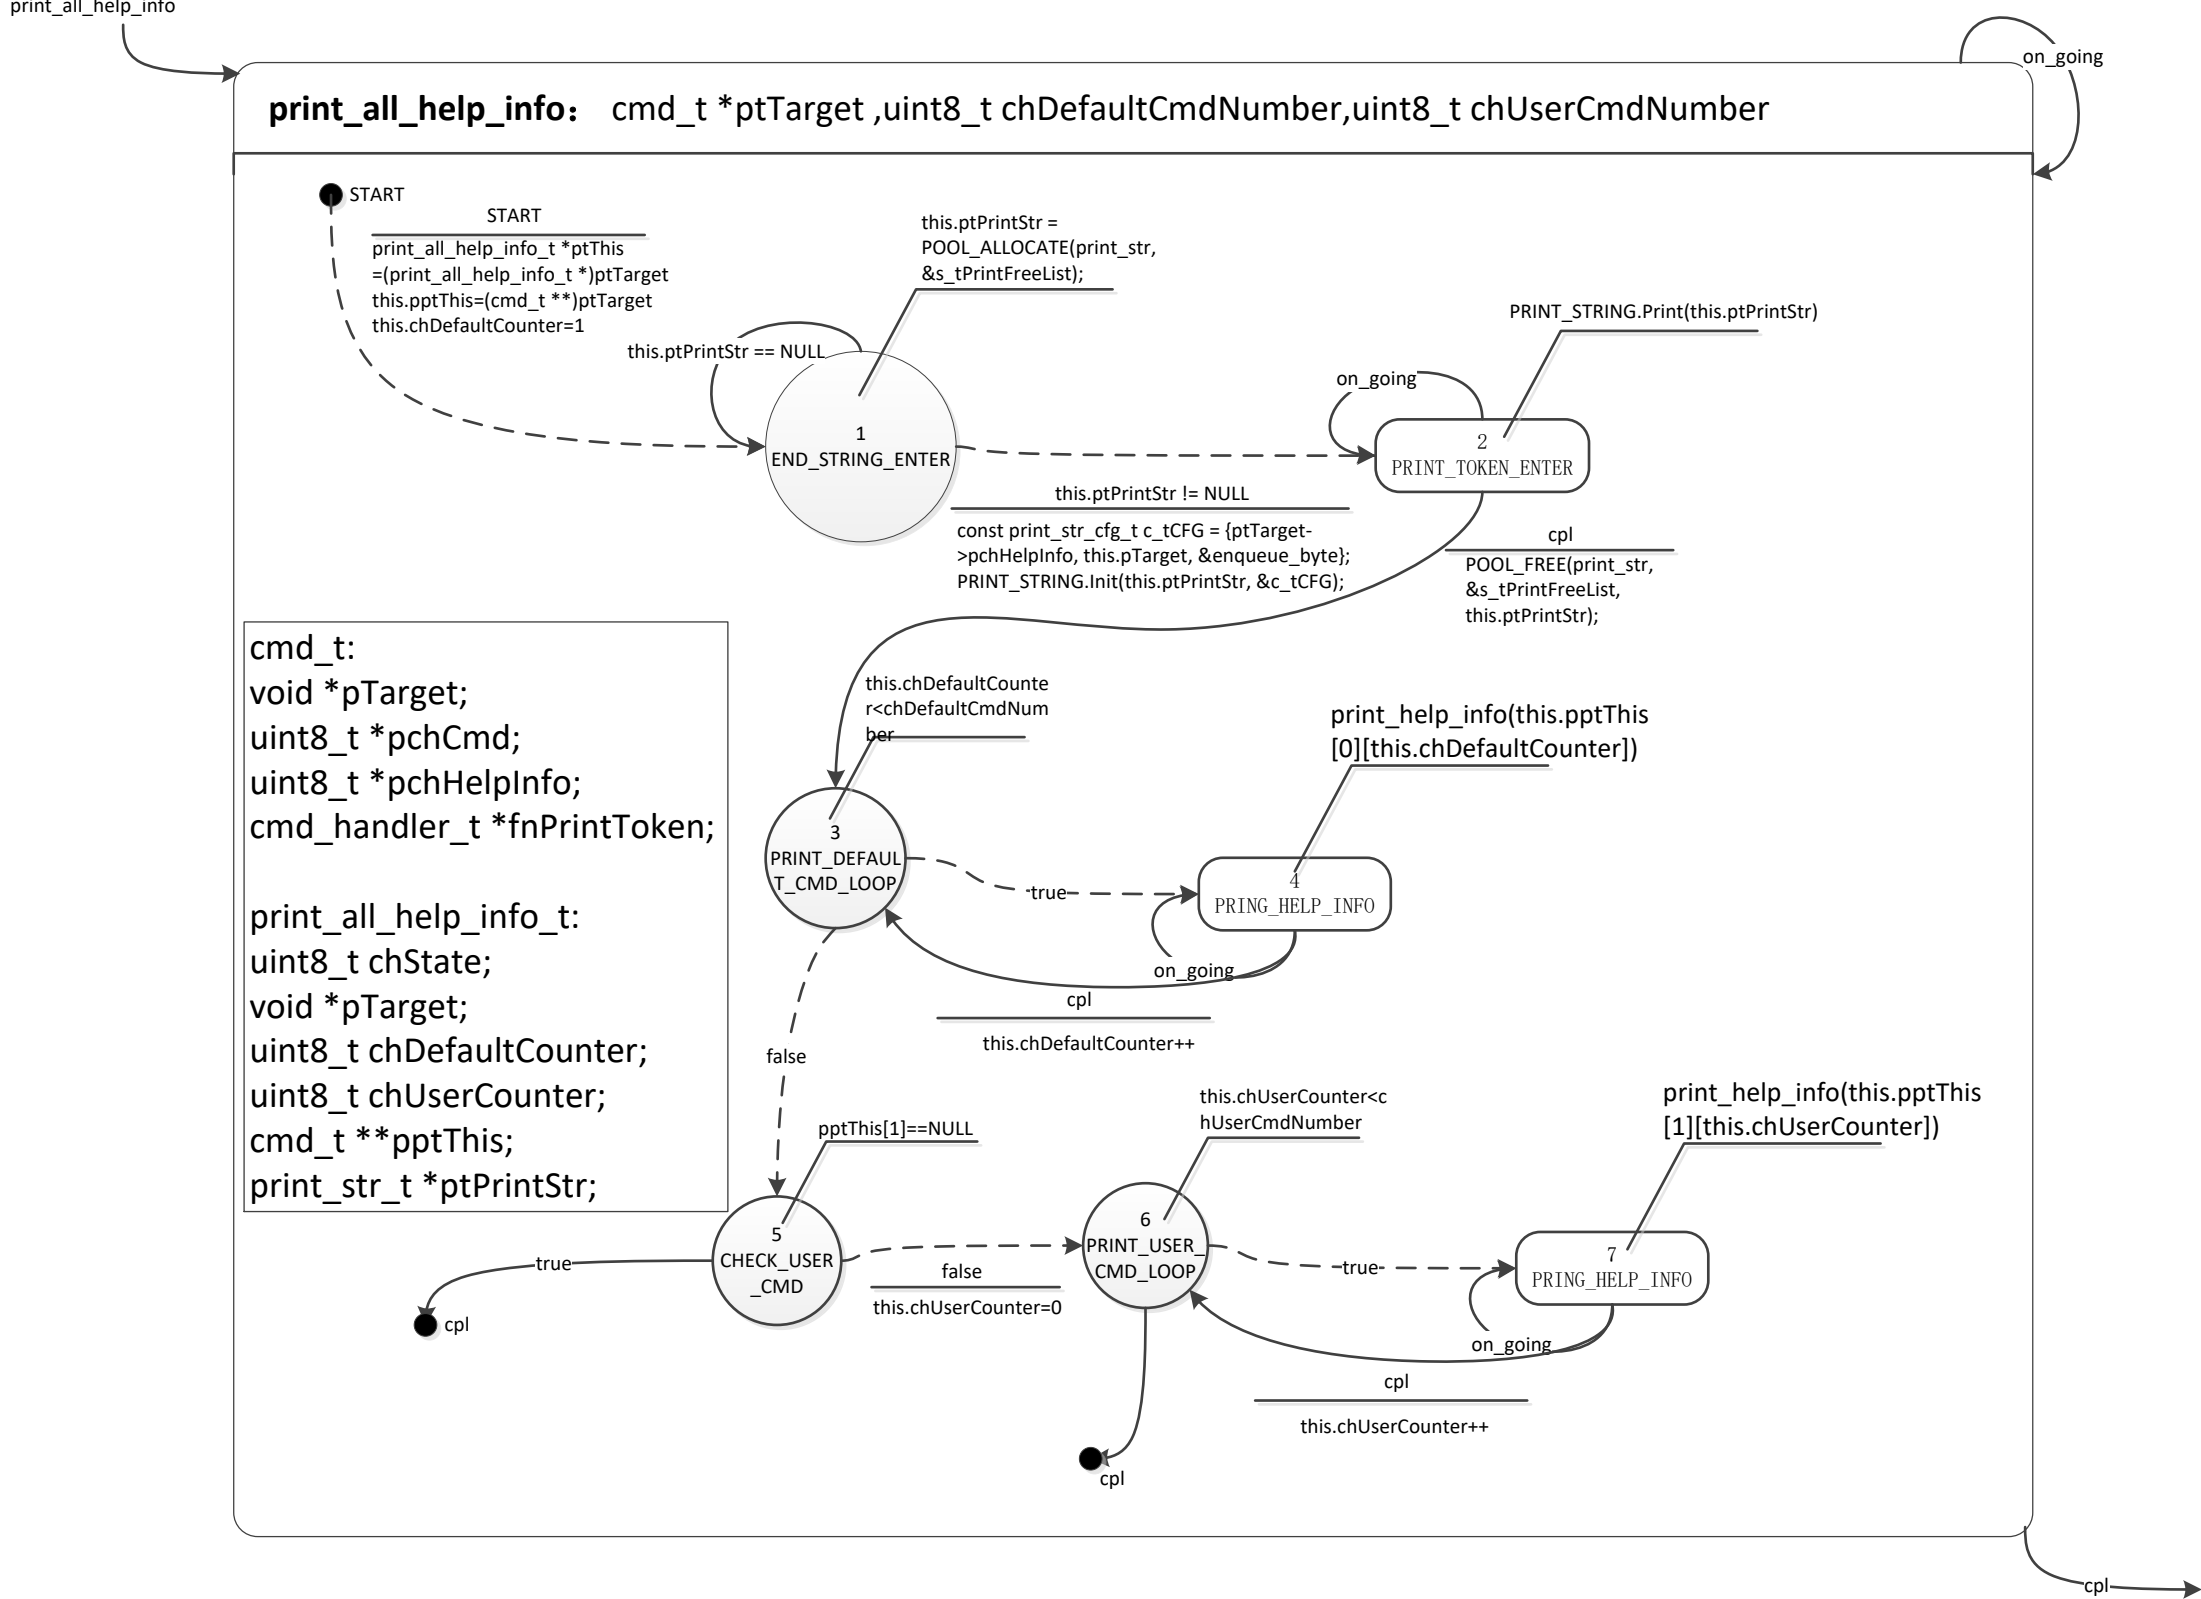 print_all_help_info
on_going
print_all_help_info： cmd_t *ptTarget ,uint8_t chDefaultCmdNumber,uint8_t chUserCmdNumber
START
START
print_all_help_info_t *ptThis
=(print_all_help_info_t *)ptTarget
this.pptThis=(cmd_t **)ptTarget
this.chDefaultCounter=1
this.ptPrintStr =
POOL_ALLOCATE(print_str,
&s_tPrintFreeList);
this.ptPrintStr == NULL
1
END_STRING_ENTER
PRINT_STRING.Print(this.ptPrintStr)
on_going
2
PRINT_TOKEN_ENTER
this.ptPrintStr != NULL
const print_str_cfg_t c_tCFG = {ptTarget-
>pchHelpInfo, this.pTarget, &enqueue_byte};
PRINT_STRING.Init(this.ptPrintStr, &c_tCFG);
cpl
POOL_FREE(print_str,
&s_tPrintFreeList,
this.ptPrintStr);
cmd_t:
void *pTarget;
uint8_t *pchCmd;
uint8_t *pchHelpInfo;
cmd_handler_t *fnPrintToken;
print_all_help_info_t:
uint8_t chState;
void *pTarget;
uint8_t chDefaultCounter;
uint8_t chUserCounter;
cmd_t **pptThis;
print_str_t *ptPrintStr;
this.chDefaultCounte
r<chDefaultCmdNum
ber
3
PRINT_DEFAUL
T_CMD_LOOP
true
print_help_info(this.pptThis
[0][this.chDefaultCounter])
4
PRING_HELP_INFO
on_going
cpl
this.chDefaultCounter++
false
pptThis[1]==NULL
5
CHECK_USER
_CMD
true
cpl
false
this.chUserCounter=0
this.chUserCounter<c
hUserCmdNumber
6
PRINT_USER_
CMD_LOOP
true
print_help_info(this.pptThis
[1][this.chUserCounter])
7
PRING_HELP_INFO
on_going
cpl
this.chUserCounter++
cpl
cpl